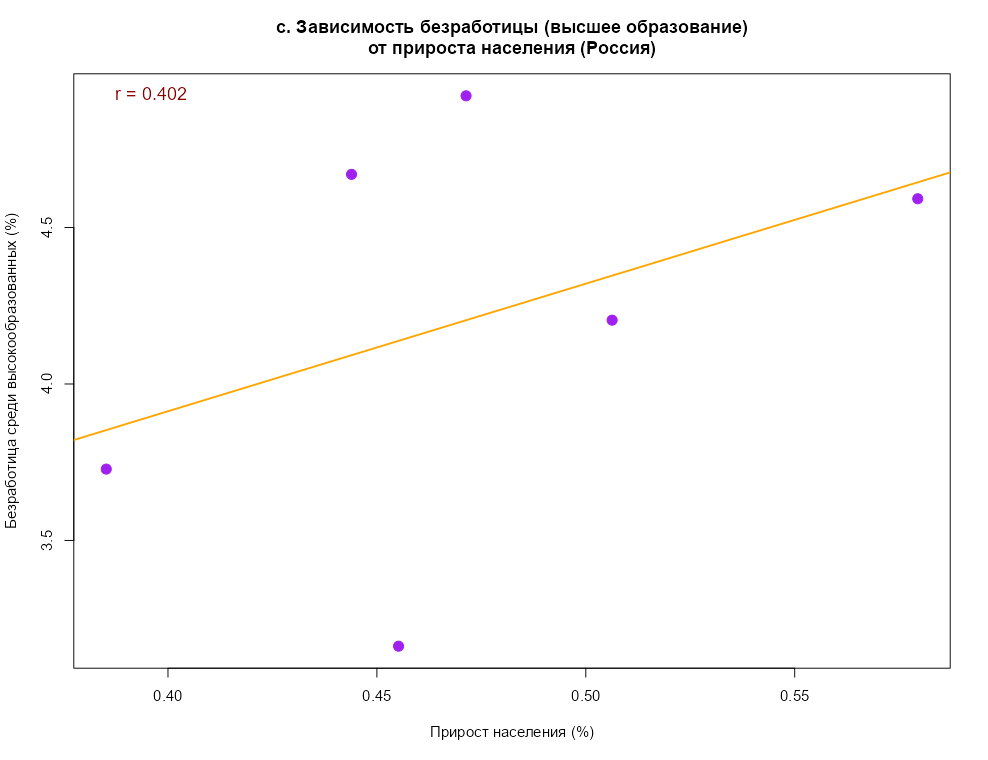 c. Зависимость безработицы (высшее образование)
от прироста населения (Россия)
r = 0.402
Безработица среди высокообразованных (%)
4.5
4.0
3.5
0.40 0.45 0.50 0.55
Прирост населения (%)